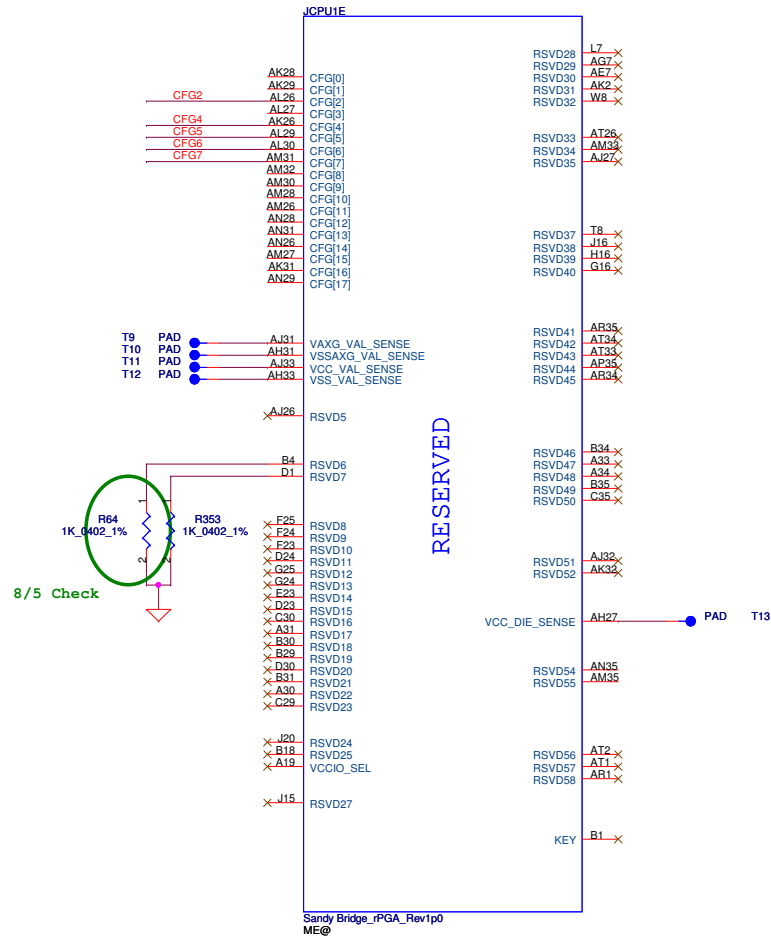 JCPU1E
AK28 CFG[0]
AK29 CFG[1]
CFG2 AL26 CFG[2]
AL27 CFG[3]
CFG4 AK26 CFG[4]
CFG5 AL29 CFG[5]
CFG6 AL30 CFG[6]
CFG7 AM31 CFG[7]
AM32 CFG[8]
AM30 CFG[9]
AM28 CFG[10]
AM26 CFG[11]
AN28 CFG[12]
AN31 CFG[13]
AN26 CFG[14]
AM27 CFG[15]
AK31 CFG[16]
AN29 CFG[17]
T9 PAD AJ31 VAXG_VAL_SENSE
T10 PAD AH31 VSSAXG_VAL_SENSE
T11 PAD AJ33 VCC_VAL_SENSE
T12 PAD AH33 VSS_VAL_SENSE
AJ26 RSVD5
B4 RSVD6
D1 RSVD7
1 1
R64 R353
1K_0402_1% 1K_0402_1%
2 2
8/5 Check
F25 RSVD8
F24 RSVD9
F23 RSVD10
D24 RSVD11
G25 RSVD12
G24 RSVD13
E23 RSVD14
D23 RSVD15
C30 RSVD16
A31 RSVD17
B30 RSVD18
B29 RSVD19
D30 RSVD20
B31 RSVD21
A30 RSVD22
C29 RSVD23
J20 RSVD24
B18 RSVD25
A19 VCCIO_SEL
J15 RSVD27
RESERVED
RSVD28 L7
RSVD29 AG7
RSVD30 AE7
RSVD31 AK2
RSVD32 W8
RSVD33 AT26
RSVD34 AM33
RSVD35 AJ27
RSVD37 T8
RSVD38 J16
RSVD39 H16
RSVD40 G16
RSVD41 AR35
RSVD42 AT34
RSVD43 AT33
RSVD44 AP35
RSVD45 AR34
RSVD46 B34
RSVD47 A33
RSVD48 A34
RSVD49 B35
RSVD50 C35
RSVD51 AJ32
RSVD52 AK32
VCC_DIE_SENSE AH27 PAD T13
RSVD54 AN35
RSVD55 AM35
RSVD56 AT2
RSVD57 AT1
RSVD58 AR1
KEY B1
Sandy Bridge_rPGA_Rev1p0
ME@